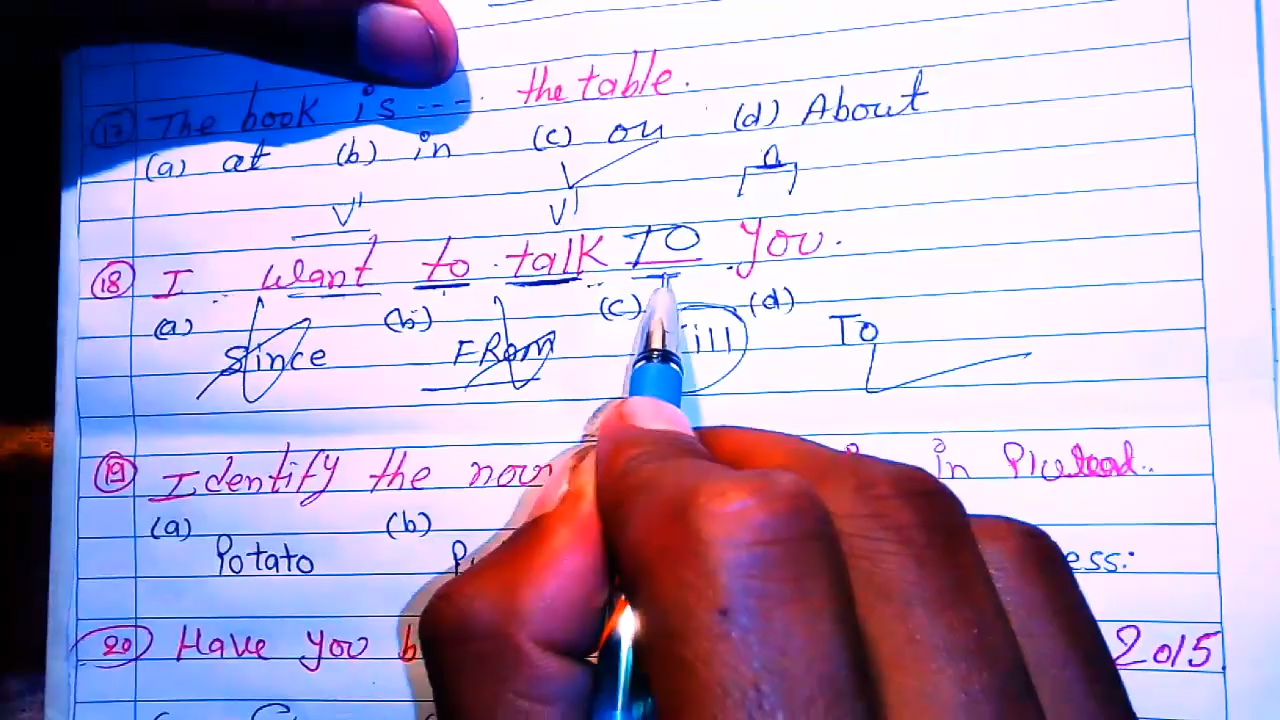 (17) The book is ---. the table.
(a) at (b) in (c) on (d) About
V' V'
(18) I want to talk TO you.
(a) Since (b) FRom (c) Till (d) To
(19) Identify the noun in Plural..
(a) Potato (b)
(20) Have you 2015